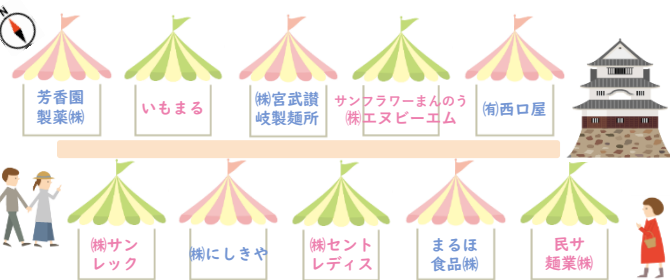 N
芳香園
製薬㈱
いもまる
㈱宮武讃
岐製麺所
サンフラワーまんのう
㈱エヌビーエム
㈲西口屋
㈱サン
レック
㈱にしきや
㈱セント
レディス
まるほ
食品㈱
民サ
麺業㈱